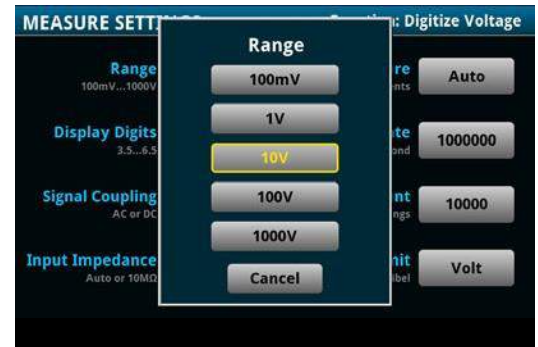 MEASURE SETT
: Digitize Voltage
Range
Range
100mV...1000V
100mV
re
nts
Auto
1V
Display Digits
3.5...6.5
10V
te
ond
1000000
Signal Coupling
AC or DC
100V
nt
ngs
10000
1000V
Input Impedance
Auto or 10MΩ
Cancel
nit
ibel
Volt